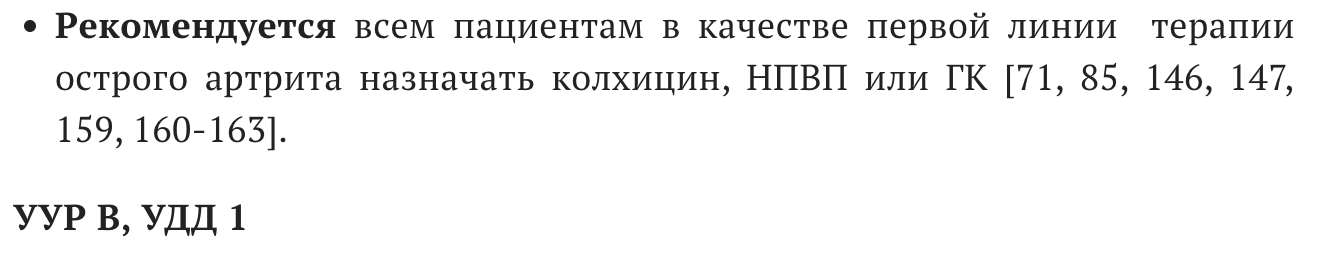 • Рекомендуется всем пациентам в качестве первой линии терапии
острого артрита назначать колхицин, НПВП или ГК [71, 85, 146, 147,
159, 160-163].
УУР В, УДД 1